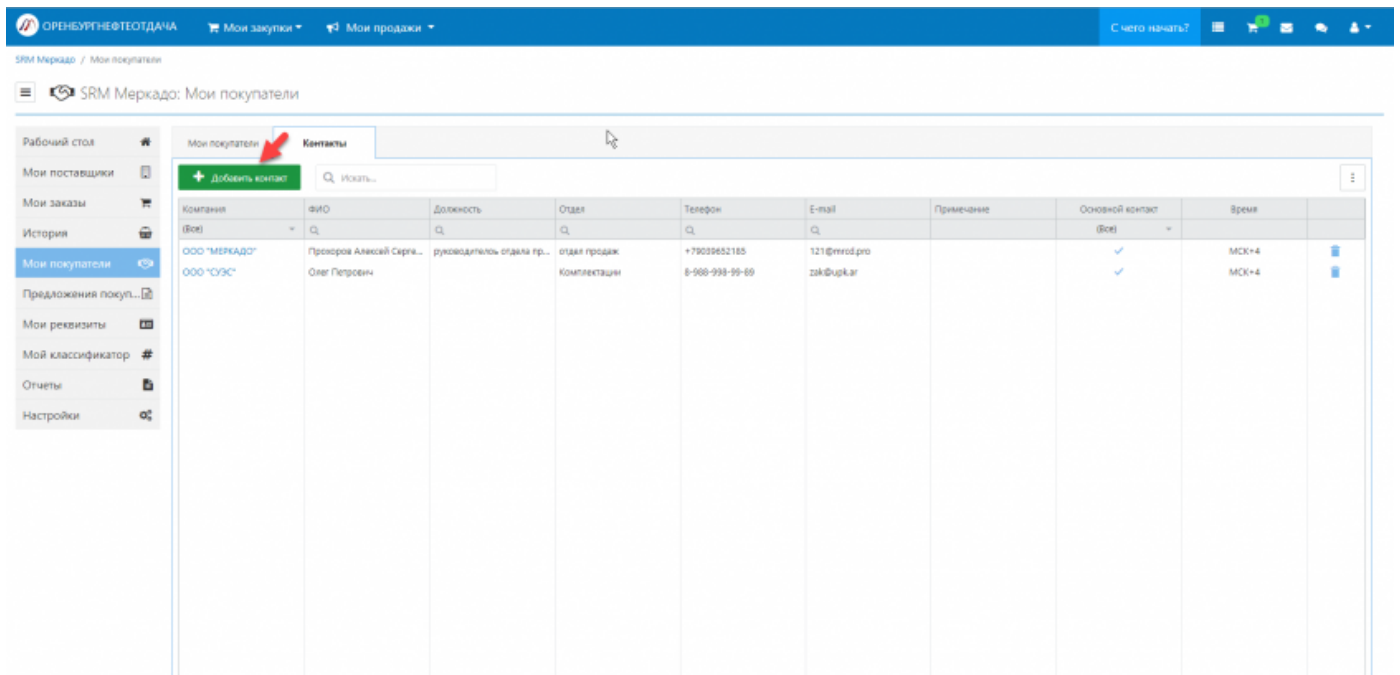 ОРЕНБУРГНЕФТЕОТДАЧА Мои закупки Мои продажи С чего начать? 1
SRM Меркадо / Мои покупатели
SRM Меркадо: Мои покупатели
Рабочий стол
Мои поставщики
Мои заказы
История
Мои покупатели
Предложения покуп...
Мои реквизиты
Мой классификатор
Отчеты
Настройки
Мои покупатели Контакты
Добавить контакт Искать...
Компания ФИО Должность Отдел Телефон E-mail Примечание Основной контакт Время
(Все) (Все)
ООО "МЕРКАДО" Прохоров Алексей Серге... руководитель отдела пр... отдел продаж +79039652185 121@mrod.pro МСК+4
ООО "СУЭС" Олег Петрович Комплектации 8-988-998-99-89 zak@upk.ar МСК+4